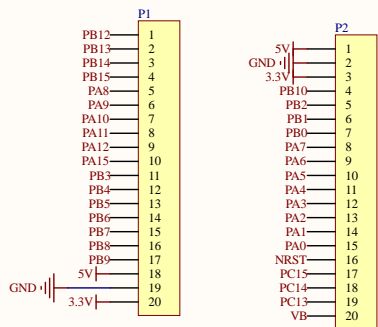 P1
PB12 1
PB13 2
PB14 3
PB15 4
PA8 5
PA9 6
PA10 7
PA11 8
PA12 9
PA15 10
PB3 11
PB4 12
PB5 13
PB6 14
PB7 15
PB8 16
PB9 17
5V 18
GND 19
3.3V 20
P2
5V 1
GND 2
3.3V 3
PB10 4
PB2 5
PB1 6
PB0 7
PA7 8
PA6 9
PA5 10
PA4 11
PA3 12
PA2 13
PA1 14
PA0 15
NRST 16
PC15 17
PC14 18
PC13 19
VB 20